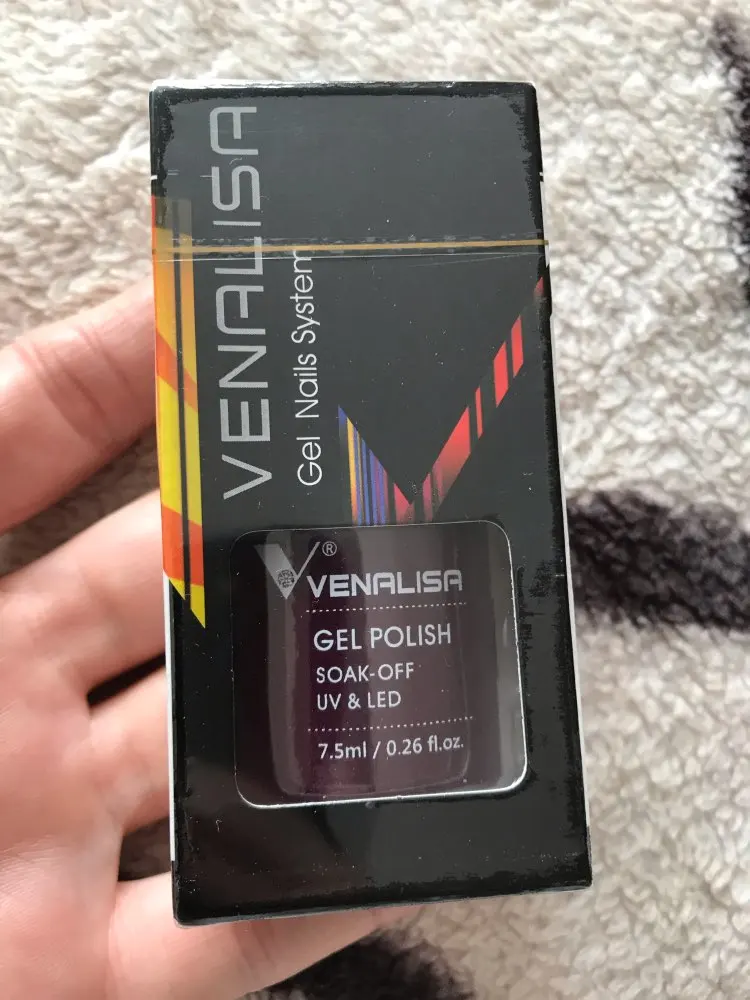 VENALISA
Gel Nails System
V®
VENALISA
GEL POLISH
SOAK-OFF
UV & LED
7.5ml / 0.26 fl.oz.